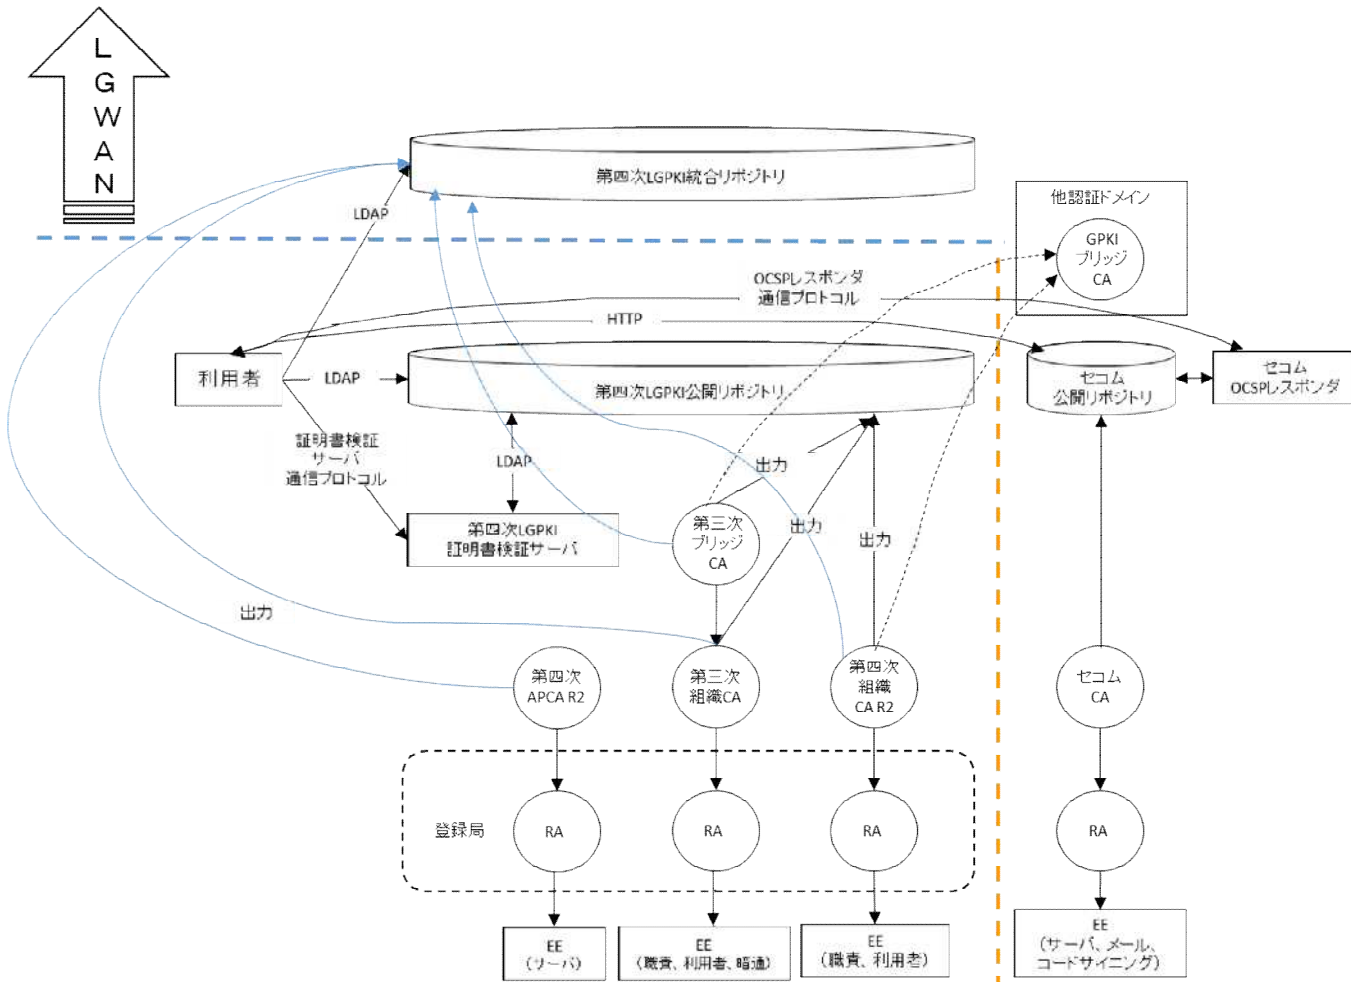 LGWAN
第四次LGPKI統合リポジトリ
LDAP
他認証ドメイン
GPKI
ブリッジ
CA
OCSPレスポンダ
通信プロトコル
HTTP
利用者
LDAP
第四次LGPKI公開リポジトリ
セコム
公開リポジトリ
セコム
OCSPレスポンダ
証明書検証
サーバ
通信プロトコル
LDAP
出力
第四次LGPKI
証明書検証サーバ
第三次
ブリッジ
CA
出力
出力
出力
第四次
APCA R2
第三次
組織CA
第四次
組織
CA R2
セコム
CA
登録局
RA
RA
RA
RA
EE
(サーバ)
EE
(職責、利用者、暗通)
EE
(職責、利用者)
EE
(サーバ、メール、
コードサイニング)